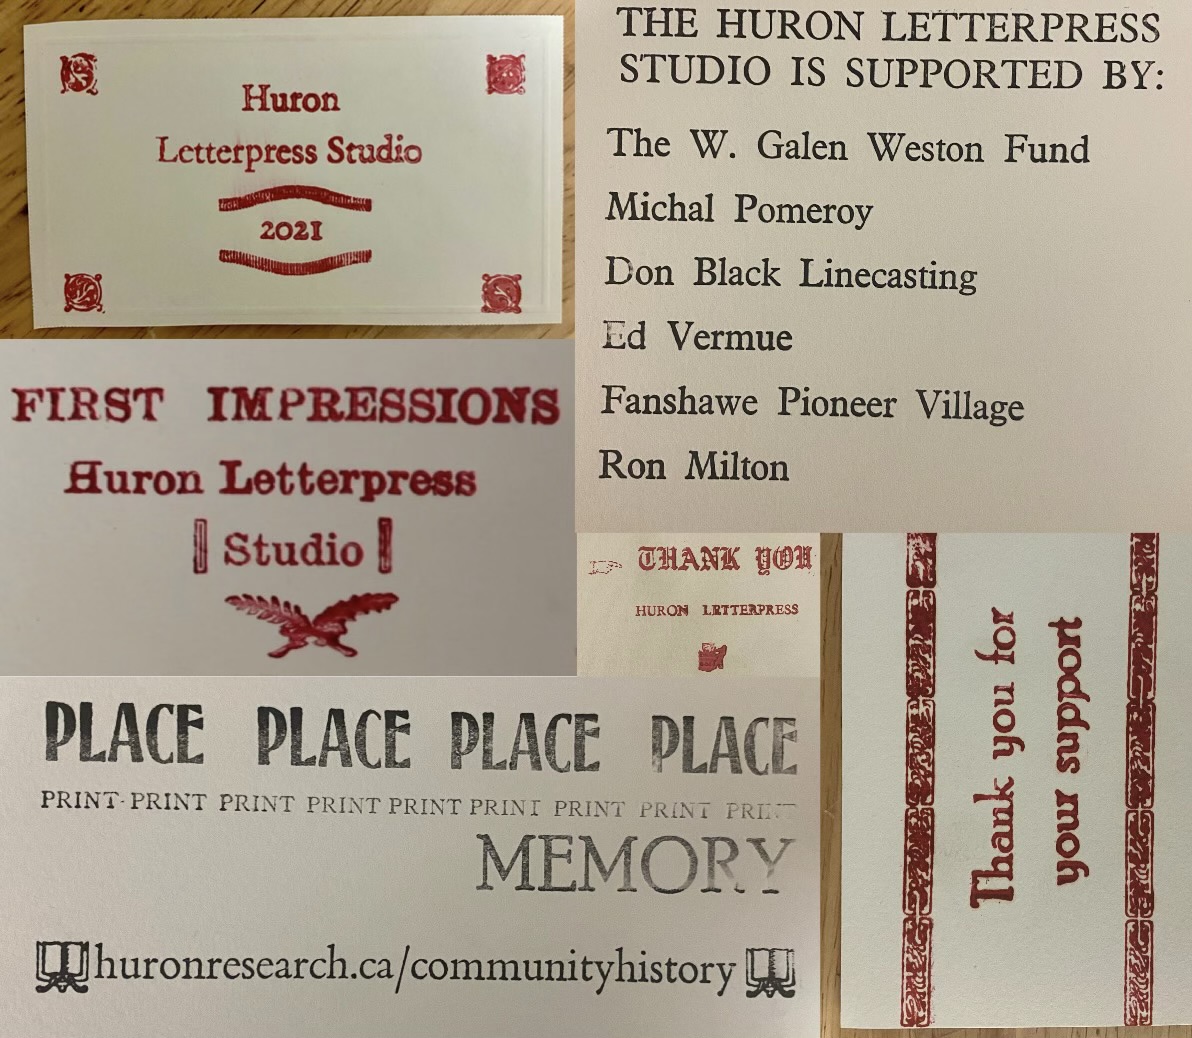 Huron
Letterpress Studio
2021
THE HURON LETTERPRESS
STUDIO IS SUPPORTED BY:
The W. Galen Weston Fund
Michal Pomeroy
Don Black Linecasting
Ed Vermue
Fanshawe Pioneer Village
Ron Milton
FIRST IMPRESSIONS
Huron Letterpress
Studio
THANK YOU
HURON LETTERPRESS
Thank you for
your support
PLACE PLACE PLACE PLACE
PRINT-PRINT PRINT PRINT PRINT PRINT PRINT PRINT PRINT
MEMORY
huronresearch.ca/communityhistory